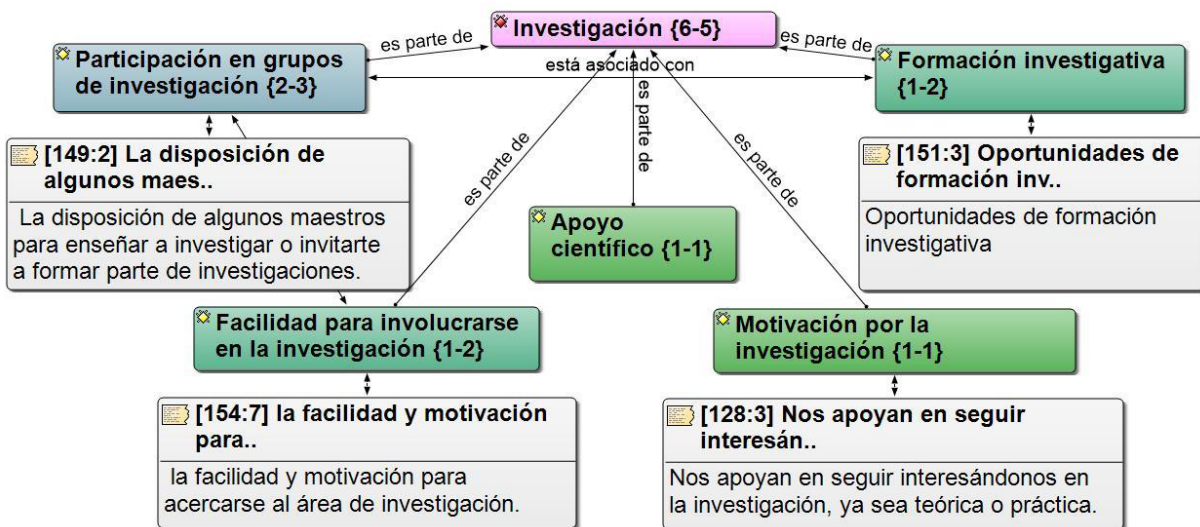 Investigación {6-5}
es parte de
es parte de
Participación en grupos
de investigación {2-3}
está asociado con
Formación investigativa
{1-2}
es parte de
es parte de
es parte de
[149:2] La disposición de
algunos maes..
La disposición de algunos maestros
para enseñar a investigar o invitarte
a formar parte de investigaciones.
[151:3] Oportunidades de
formación inv..
Oportunidades de formación
investigativa
Apoyo
científico {1-1}
Facilidad para involucrarse
en la investigación {1-2}
Motivación por la
investigación {1-1}
[154:7] la facilidad y motivación
para..
la facilidad y motivación para
acercarse al área de investigación.
[128:3] Nos apoyan en seguir
interesán..
Nos apoyan en seguir interesándonos en
la investigación, ya sea teórica o práctica.